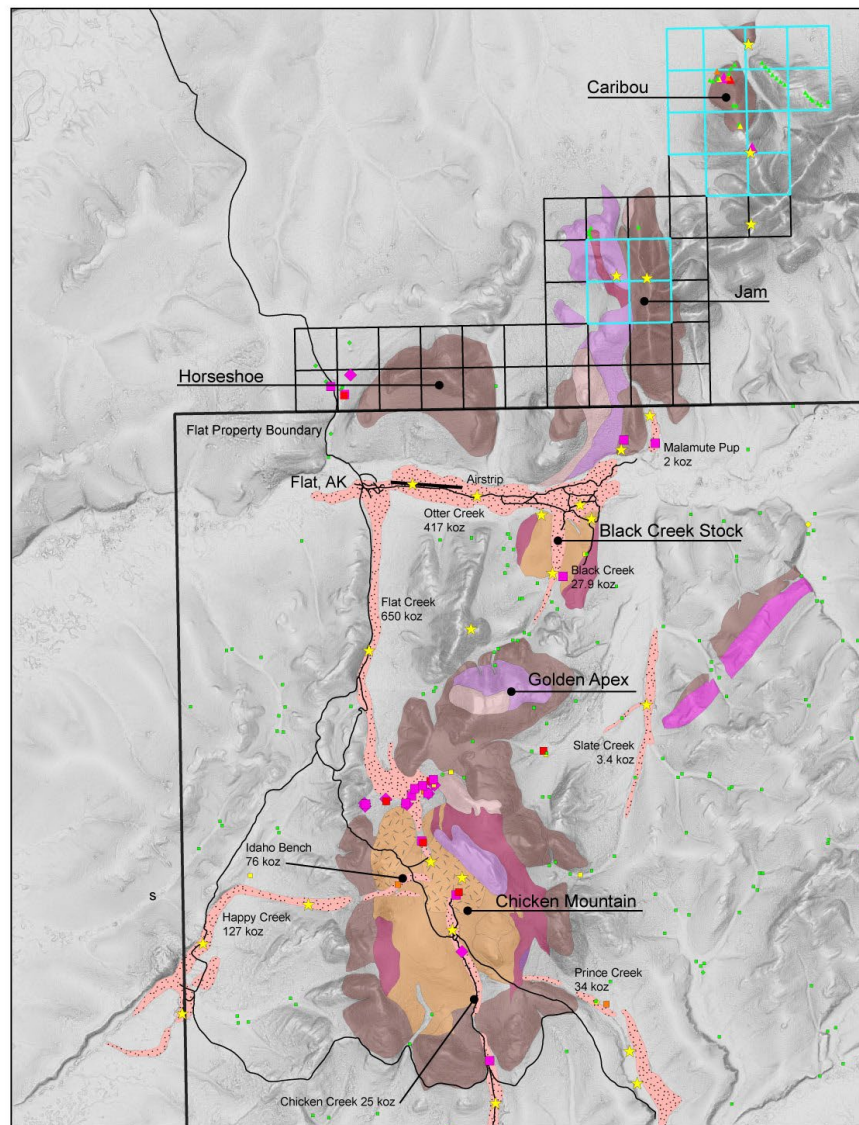 Caribou
Jam
Horseshoe
Flat Property Boundary
Malamute Pup
2 koz
Flat, AK
Airstrip
Otter Creek
417 koz
Black Creek Stock
Black Creek
27.9 koz
Flat Creek
650 koz
Golden Apex
Slate Creek
3.4 koz
Idaho Bench
76 koz
s
Chicken Mountain
Happy Creek
127 koz
Prince Creek
34 koz
Chicken Creek 25 koz